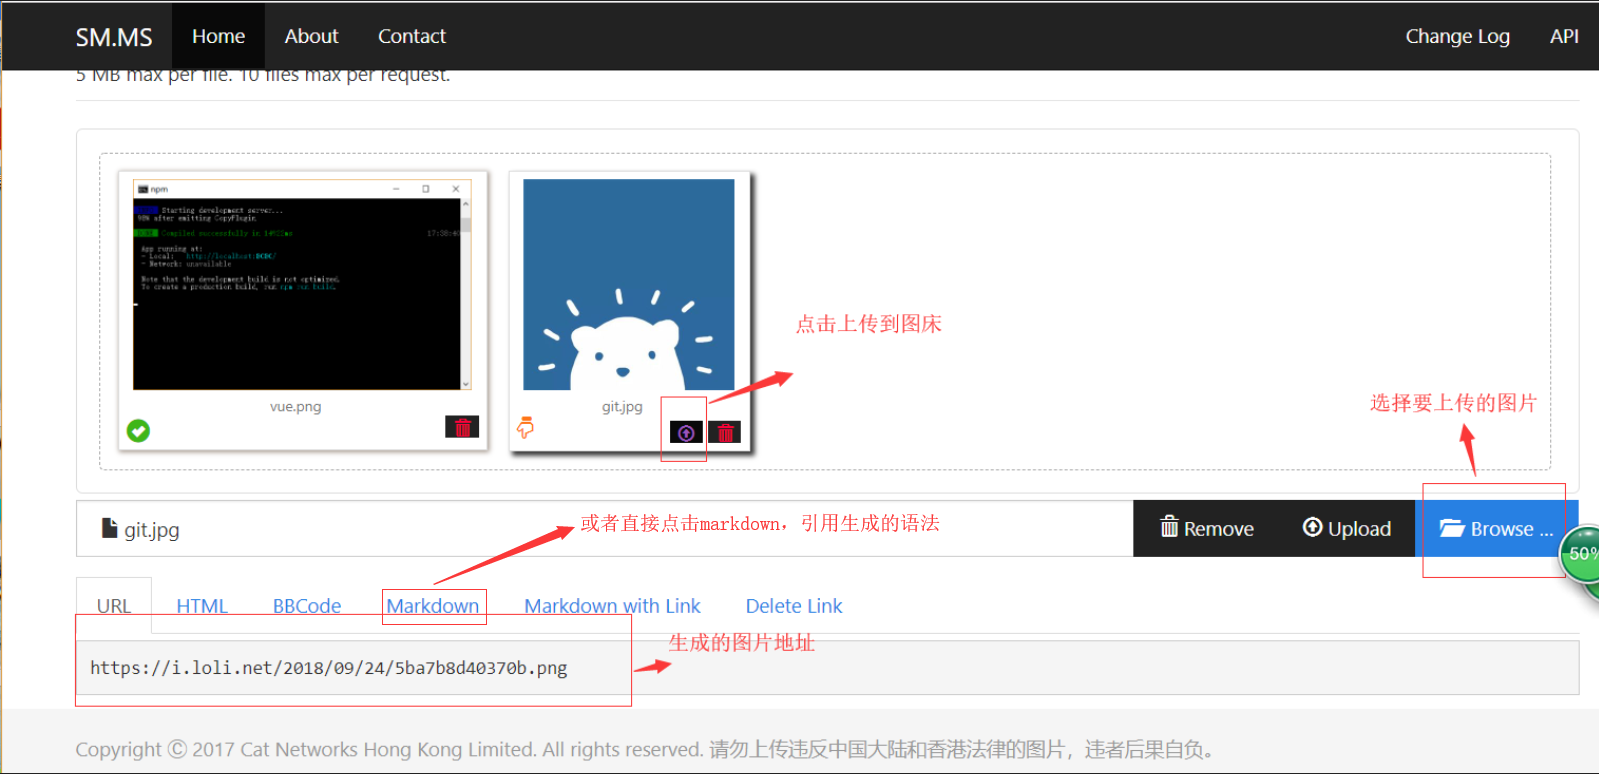 SM.MS Home About Contact Change Log API
5 MB max per file. 10 files max per request.
npm
Starting development server...
98% after emitting CopyPlugin
DONE Compiled successfully in 14922ms 17:38:40
App running at:
- Local:
- Network: unavailable
Note that the development build is not optimized.
To create a production build, run npm run build.
vue.png
git.jpg
点击上传到图床
选择要上传的图片
git.jpg
或者直接点击markdown，引用生成的语法
Remove Upload Browse ...
50%
URL HTML BBCode Markdown Markdown with Link Delete Link
生成的图片地址
https://i.loli.net/2018/09/24/5ba7b8d40370b.png
Copyright © 2017 Cat Networks Hong Kong Limited. All rights reserved. 请勿上传违反中国大陆和香港法律的图片，违者后果自负。